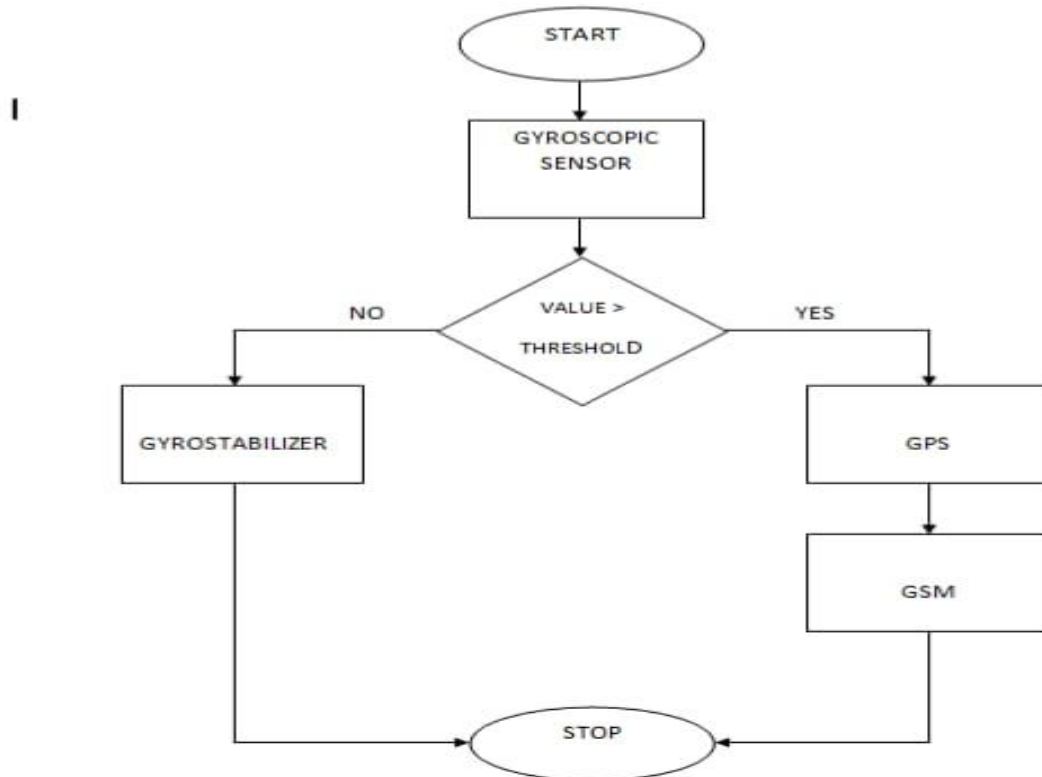 START
I
GYROSCOPIC
SENSOR
VALUE >
NO
YES
THRESHOLD
GYROSTABILIZER
GPS
GSM
STOP